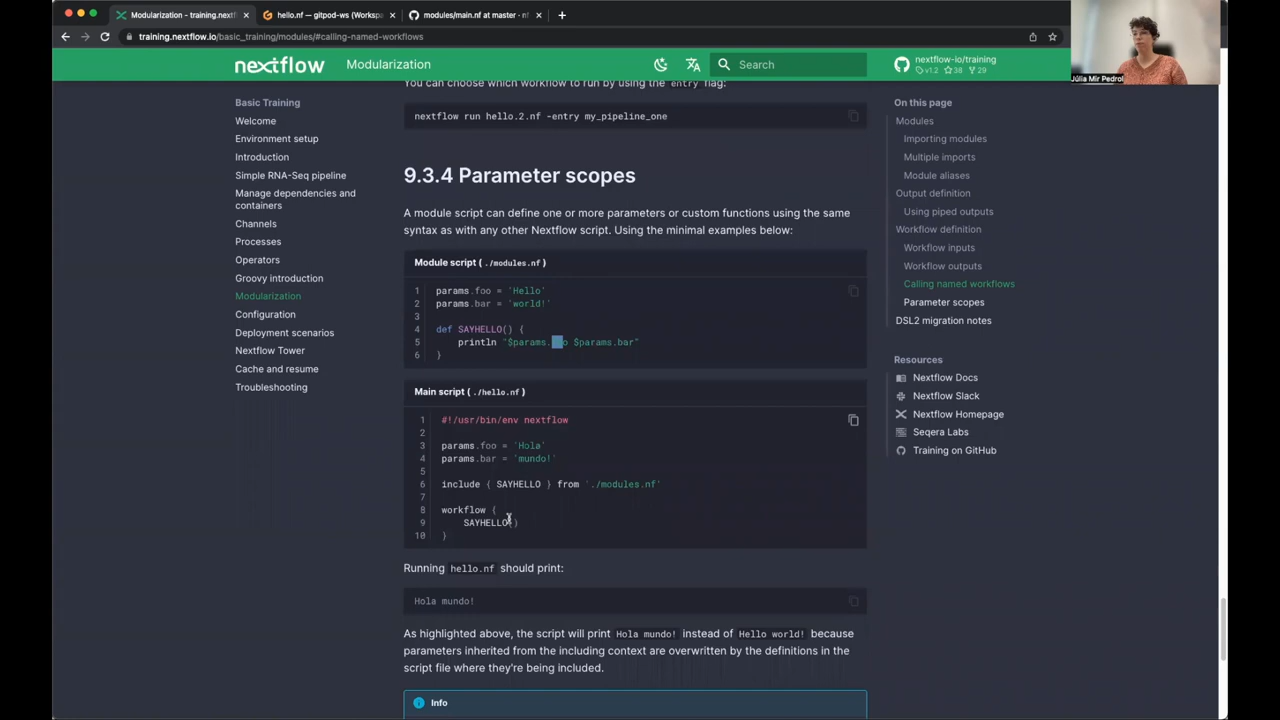 Modularization - training.nextf
hello.nf — gitpod-ws (Workspa
modules/main.nf at master · nf
training.nextflow.io/basic_training/modules/#calling-named-workflows
nextflow
Modularization
Search
nextflow-io/training
v1.2 38 29
Júlia Mir Pedrol
Basic Training
Welcome
Environment setup
Introduction
Simple RNA-Seq pipeline
Manage dependencies and
containers
Channels
Processes
Operators
Groovy introduction
Modularization
Configuration
Deployment scenarios
Nextflow Tower
Cache and resume
Troubleshooting
You can choose which workflow to run by using the entry flag:
nextflow run hello.2.nf -entry my_pipeline_one
9.3.4 Parameter scopes
A module script can define one or more parameters or custom functions using the same
syntax as with any other Nextflow script. Using the minimal examples below:
Module script ( ./modules.nf )
1 params.foo = 'Hello'
2 params.bar = 'world!'
3
4 def SAYHELLO() {
5 println "$params.foo $params.bar"
6 }
Main script ( ./hello.nf )
1 #!/usr/bin/env nextflow
2
3 params.foo = 'Hola'
4 params.bar = 'mundo!'
5
6 include { SAYHELLO } from './modules.nf'
7
8 workflow {
9 SAYHELLO()
10 }
Running hello.nf should print:
Hola mundo!
As highlighted above, the script will print Hola mundo! instead of Hello world! because
parameters inherited from the including context are overwritten by the definitions in the
script file where they're being included.
Info
On this page
Modules
Importing modules
Multiple imports
Module aliases
Output definition
Using piped outputs
Workflow definition
Workflow inputs
Workflow outputs
Calling named workflows
Parameter scopes
DSL2 migration notes
Resources
Nextflow Docs
Nextflow Slack
Nextflow Homepage
Seqera Labs
Training on GitHub